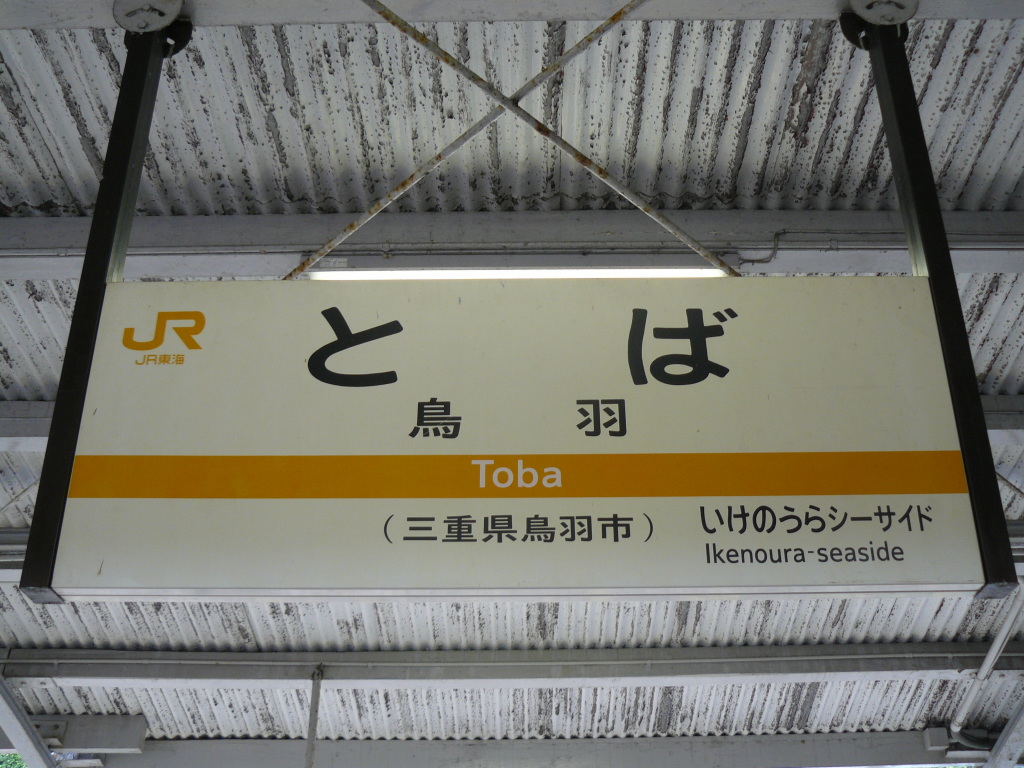 JR
JR東海
とば
鳥羽
Toba
（三重県鳥羽市）
いけのうらシーサイド
Ikenoura-seaside